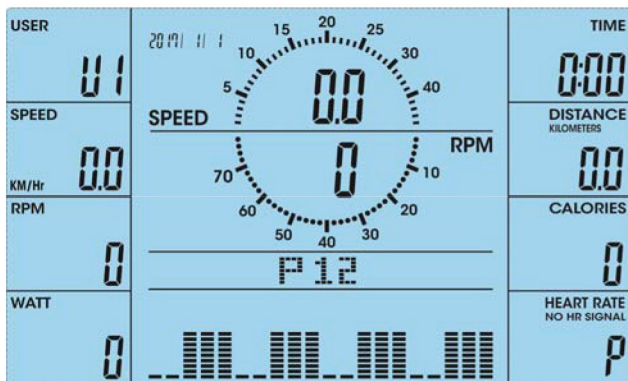 USER
U1
SPEED
KM/Hr 0.0
RPM
0
WATT
0
2017/ 1/ 1
5 10 15 20 25 30 40
SPEED
0.0
RPM
0
70 60 50 40 30 20 10
P12
TIME
0:00
DISTANCE
KILOMETERS
0.0
CALORIES
0
HEART RATE
NO HR SIGNAL
P